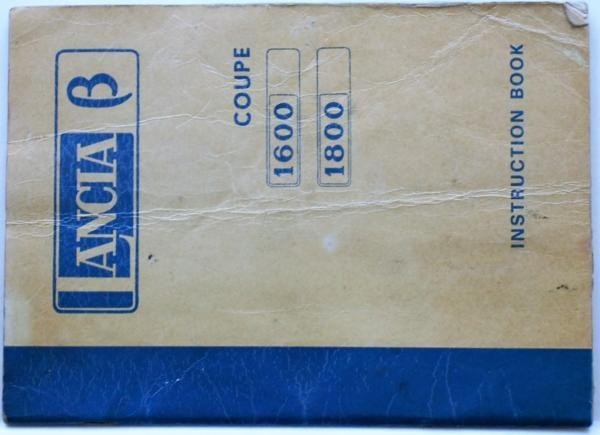 LANCIA β
COUPE
1600
1800
INSTRUCTION BOOK